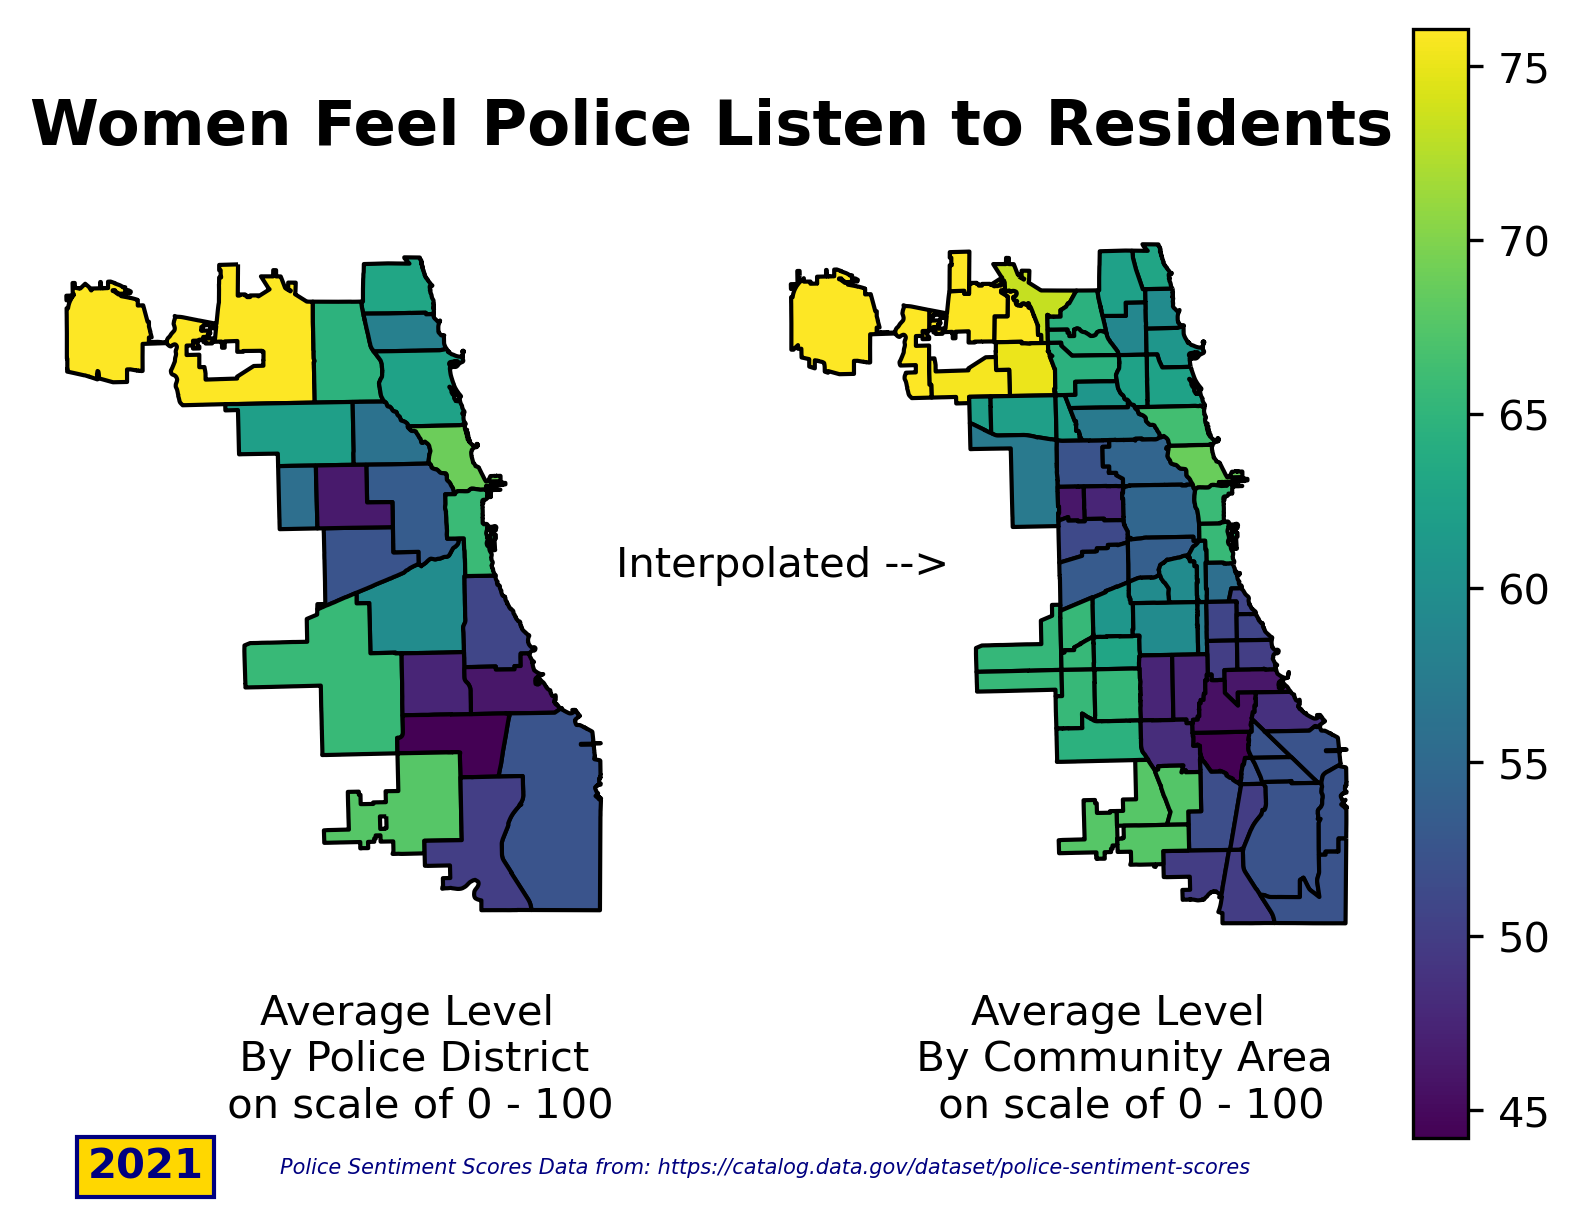 Women Feel Police Listen to Residents
75
70
65
60
55
50
45
Interpolated -->
Average Level
By Police District
on scale of 0 - 100
Average Level
By Community Area
on scale of 0 - 100
2021
Police Sentiment Scores Data from: https://catalog.data.gov/dataset/police-sentiment-scores